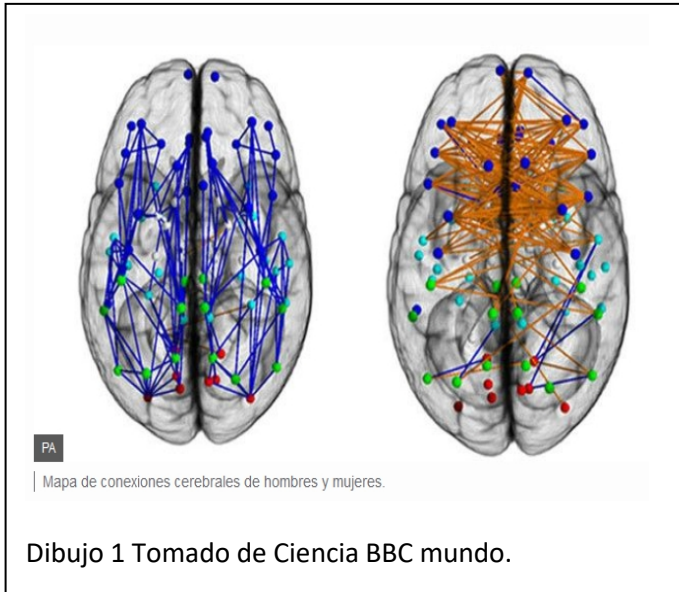 PA
Mapa de conexiones cerebrales de hombres y mujeres.
Dibujo 1 Tomado de Ciencia BBC mundo.